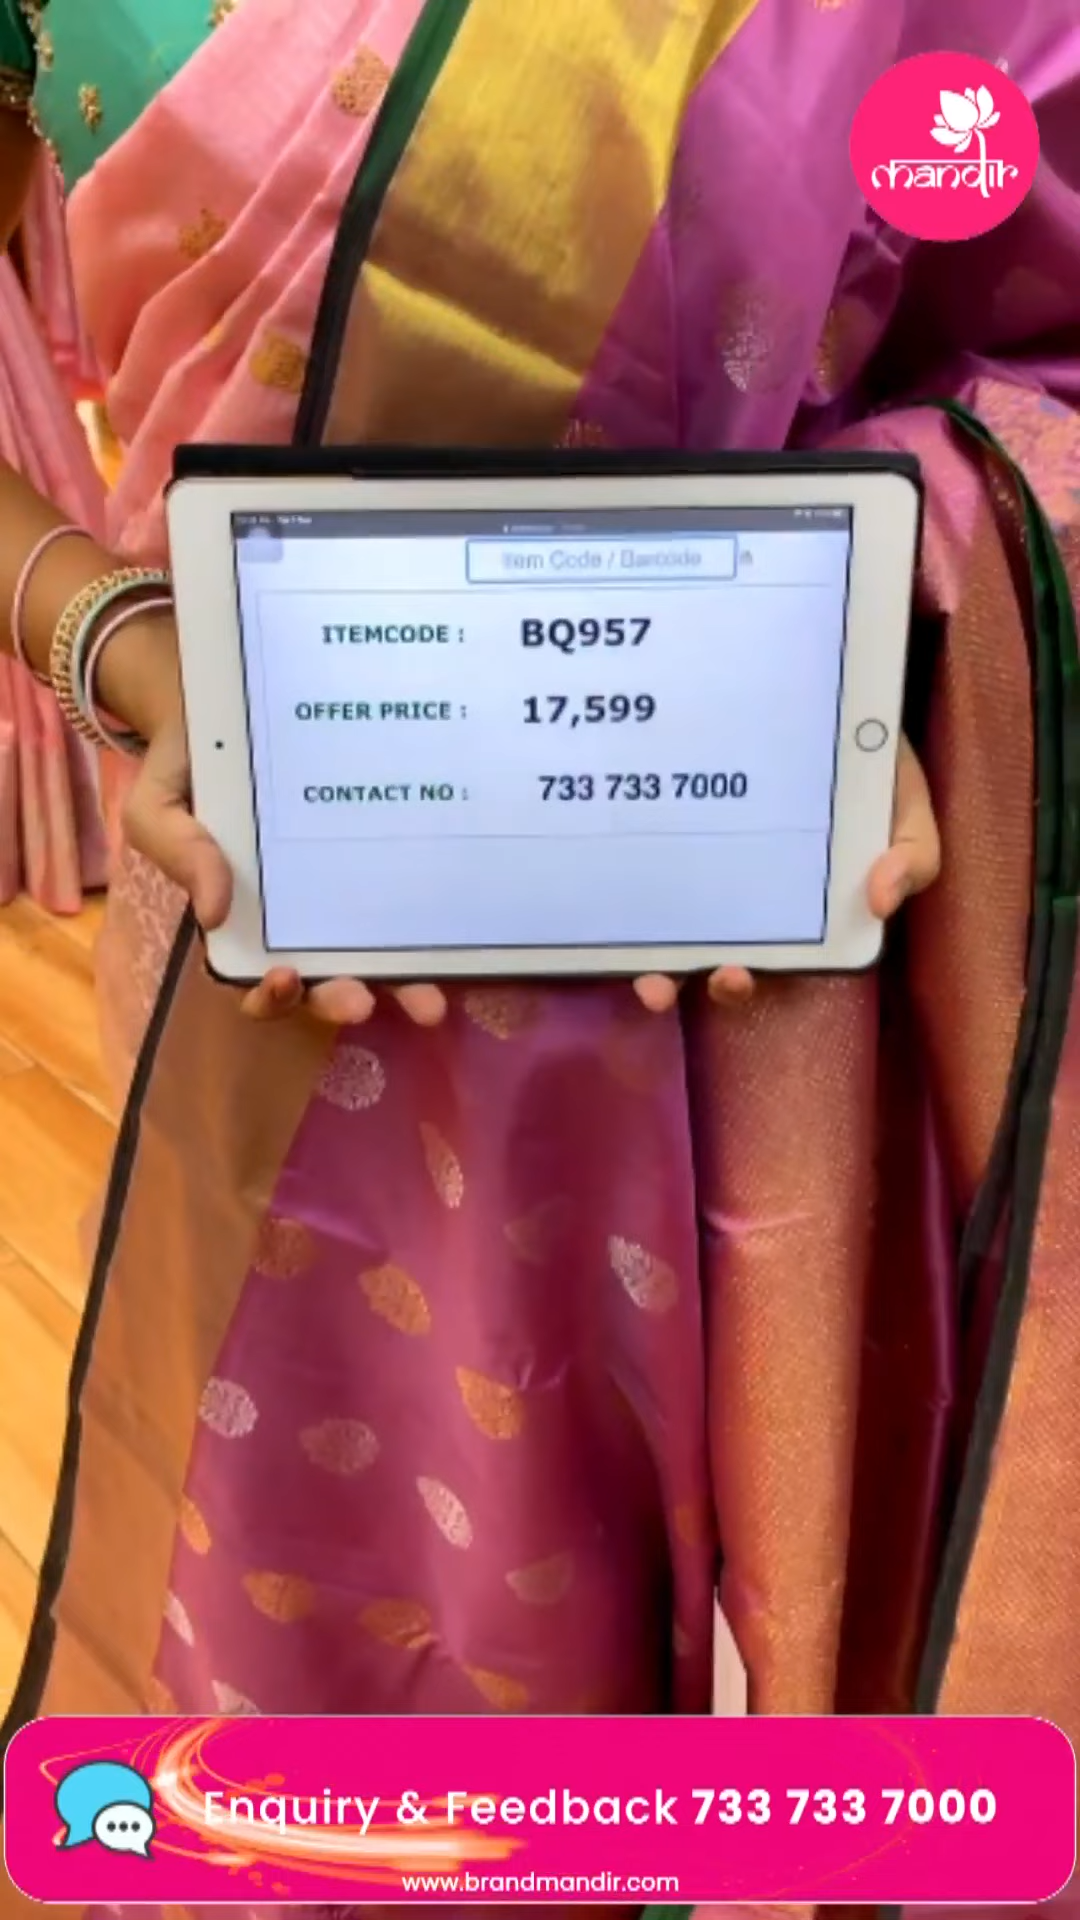 mandir
Item Code / Barcode
ITEMCODE : BQ957
OFFER PRICE : 17,599
CONTACT NO : 733 733 7000
Enquiry & Feedback 733 733 7000
www.brandmandir.com